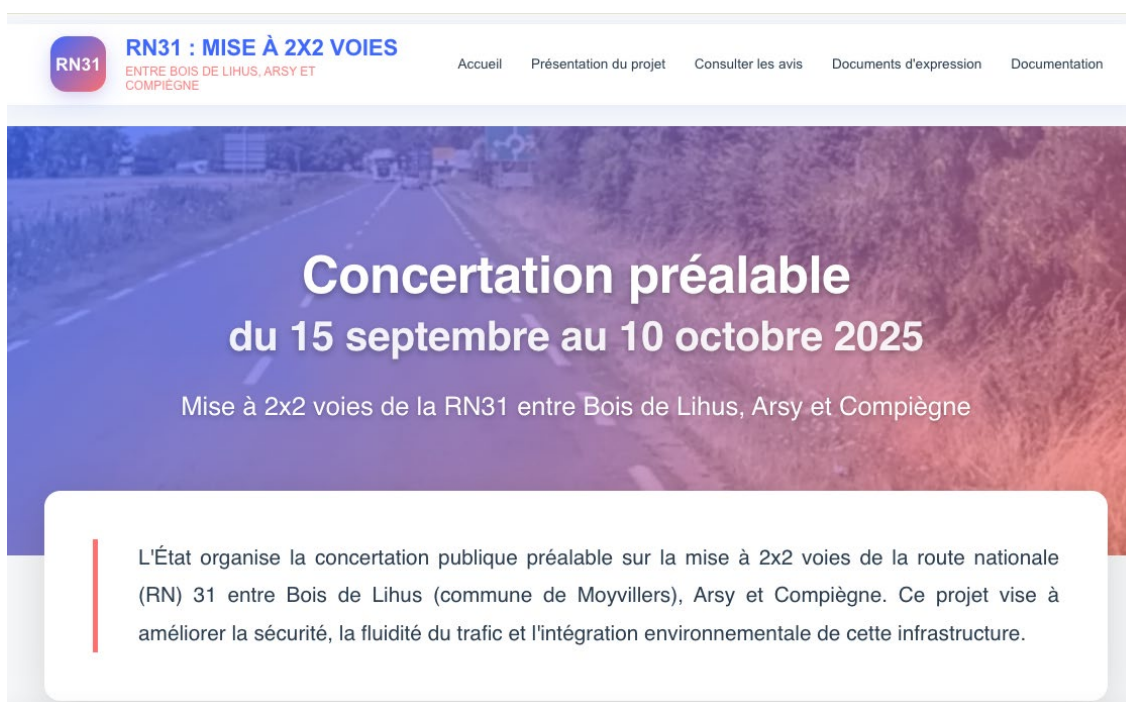 RN31
RN31 : MISE À 2X2 VOIES
ENTRE BOIS DE LIHUS, ARSY ET
COMPIÈGNE
Accueil Présentation du projet Consulter les avis Documents d'expression Documentation
Concertation préalable
du 15 septembre au 10 octobre 2025
Mise à 2x2 voies de la RN31 entre Bois de Lihus, Arsy et Compiègne
L'État organise la concertation publique préalable sur la mise à 2x2 voies de la route nationale
(RN) 31 entre Bois de Lihus (commune de Moyvillers), Arsy et Compiègne. Ce projet vise à
améliorer la sécurité, la fluidité du trafic et l'intégration environnementale de cette infrastructure.